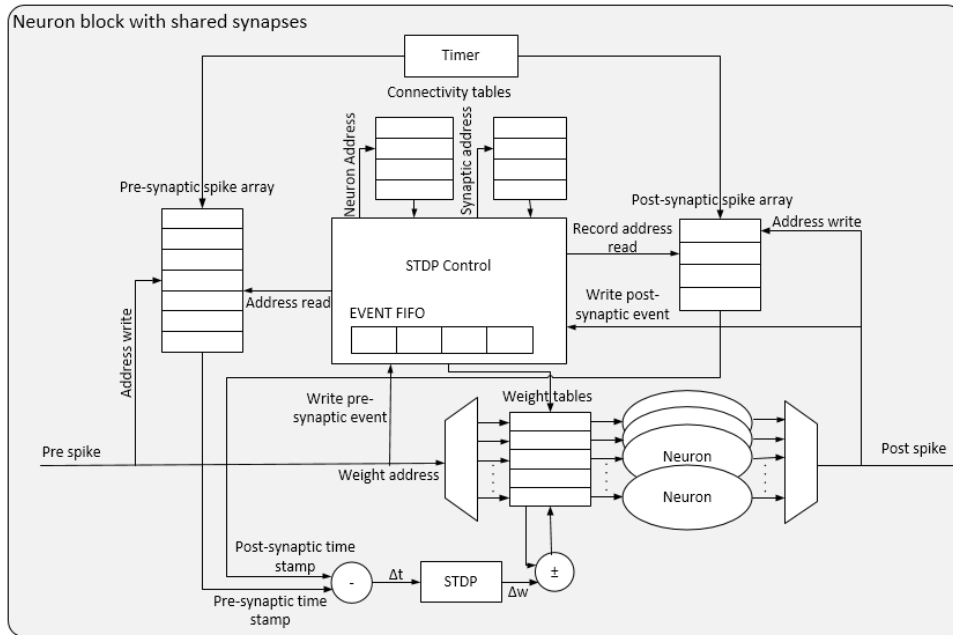 Neuron block with shared synapses
Timer
Connectivity tables
Neuron Address
Synaptic address
Pre-synaptic spike array
Post-synaptic spike array
Address write
Record address
read
STDP Control
Address read
Write post-
synaptic event
EVENT FIFO
Address write
Write pre-
synaptic event
Weight tables
Pre spike
Weight address
Neuron
Neuron
Post spike
Post-synaptic time
stamp
-
Δt
STDP
Δw
±
Pre-synaptic time
stamp